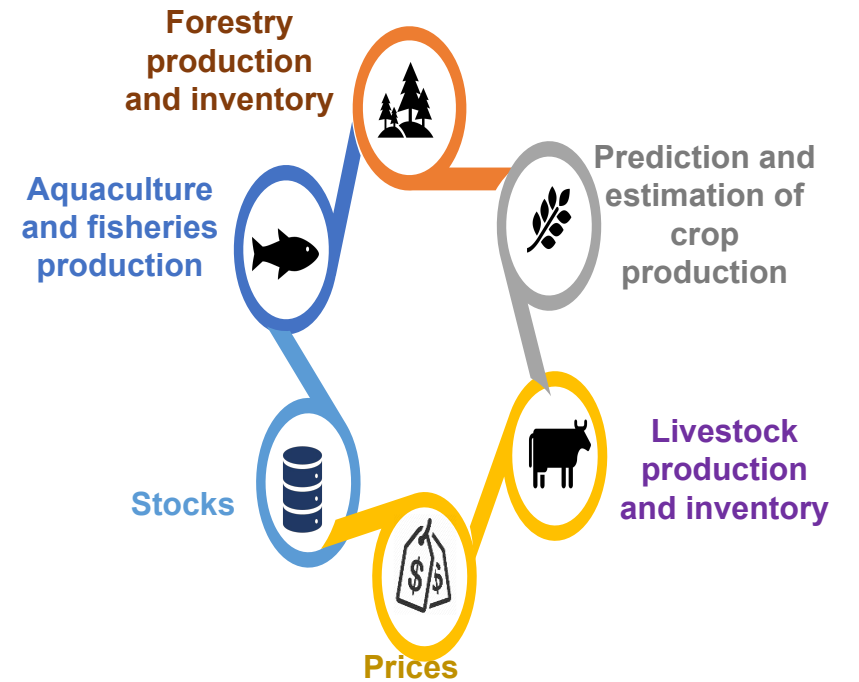 Forestry
production
and inventory
Prediction and
estimation of
crop
production
Aquaculture
and fisheries
production
Livestock
production
and inventory
Stocks
$ $
Prices